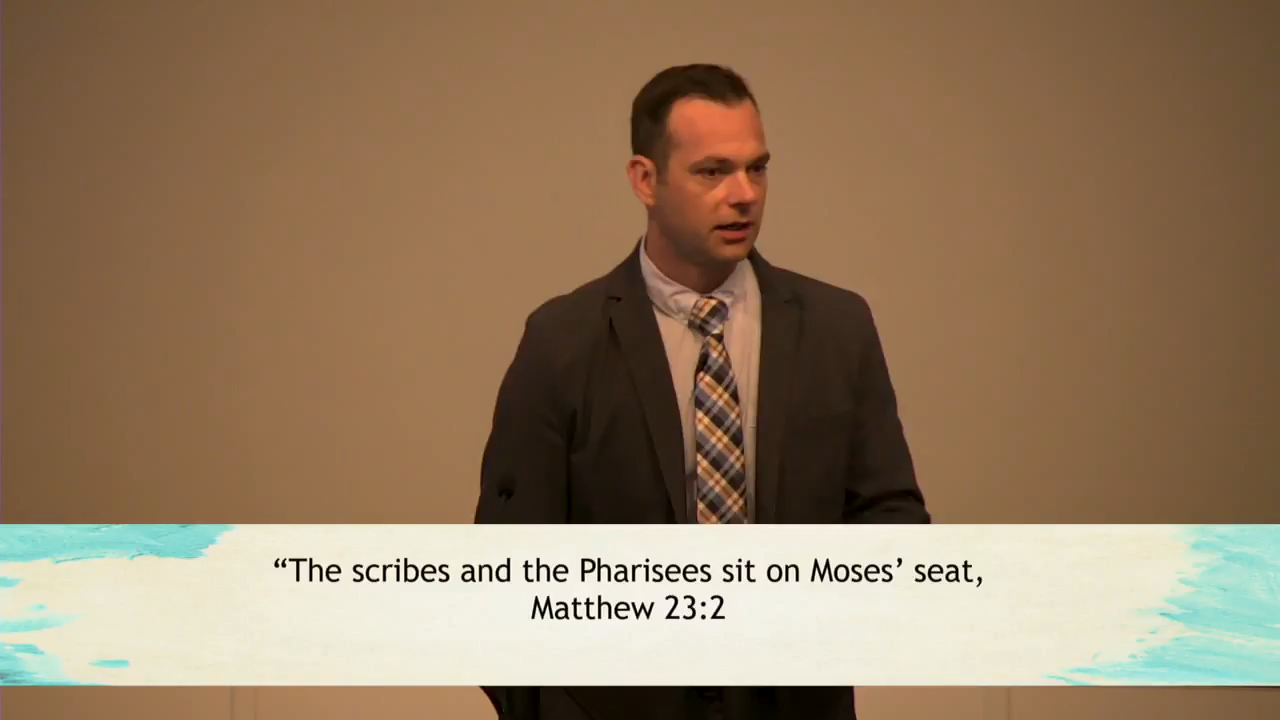 “The scribes and the Pharisees sit on Moses’ seat,
Matthew 23:2